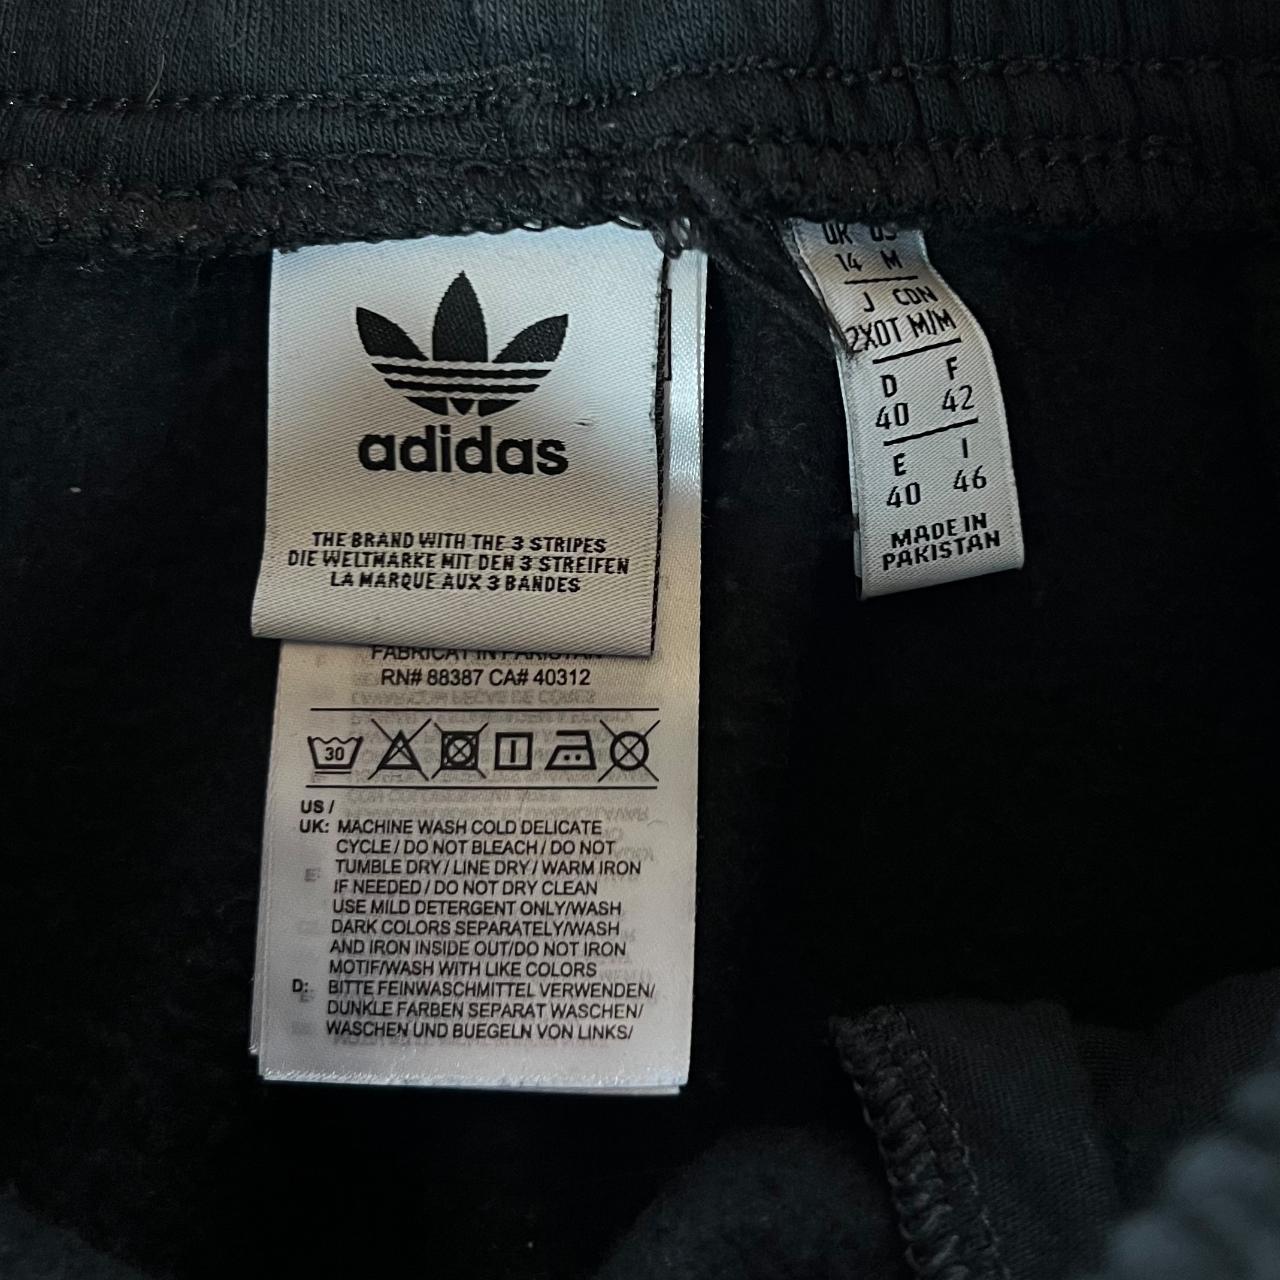 adidas
THE BRAND WITH THE 3 STRIPES
DIE WELTMARKE MIT DEN 3 STREIFEN
LA MARQUE AUX 3 BANDES
FABRICAT IN PAKISTAN
RN# 88387 CA# 40312
30
US /
UK: MACHINE WASH COLD DELICATE
CYCLE / DO NOT BLEACH / DO NOT
TUMBLE DRY / LINE DRY / WARM IRON
IF NEEDED / DO NOT DRY CLEAN
USE MILD DETERGENT ONLY/WASH
DARK COLORS SEPARATELY/WASH
AND IRON INSIDE OUT/DO NOT IRON
MOTIF/WASH WITH LIKE COLORS
D: BITTE FEINWASCHMITTEL VERWENDEN/
DUNKLE FARBEN SEPARAT WASCHEN/
WASCHEN UND BUEGELN VON LINKS/
UK US
14 M
J CDN
2XOT M/M
D F
40 42
E I
40 46
MADE IN
PAKISTAN